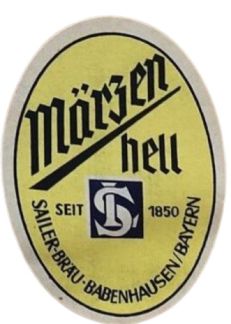 Märzen
hell
SEIT 1850
SAILER-BRÄU·BABENHAUSEN/BAYERN